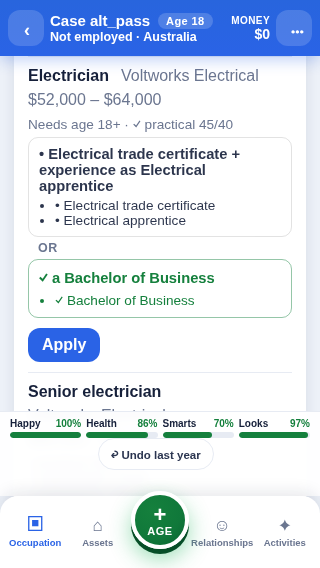 Case alt_pass Age 18
Not employed · Australia
MONEY
$0
Electrician Voltworks Electrical
$52,000 – $64,000
Needs age 18+ · ✓ practical 45/40
• Electrical trade certificate +
experience as Electrical
apprentice
• • Electrical trade certificate
• • Electrical apprentice
OR
✓ a Bachelor of Business
• ✓ Bachelor of Business
Apply
Senior electrician
Happy 100% Health 86% Smarts 70% Looks 97%
Undo last year
Occupation
Assets
+
AGE
Relationships
Activities